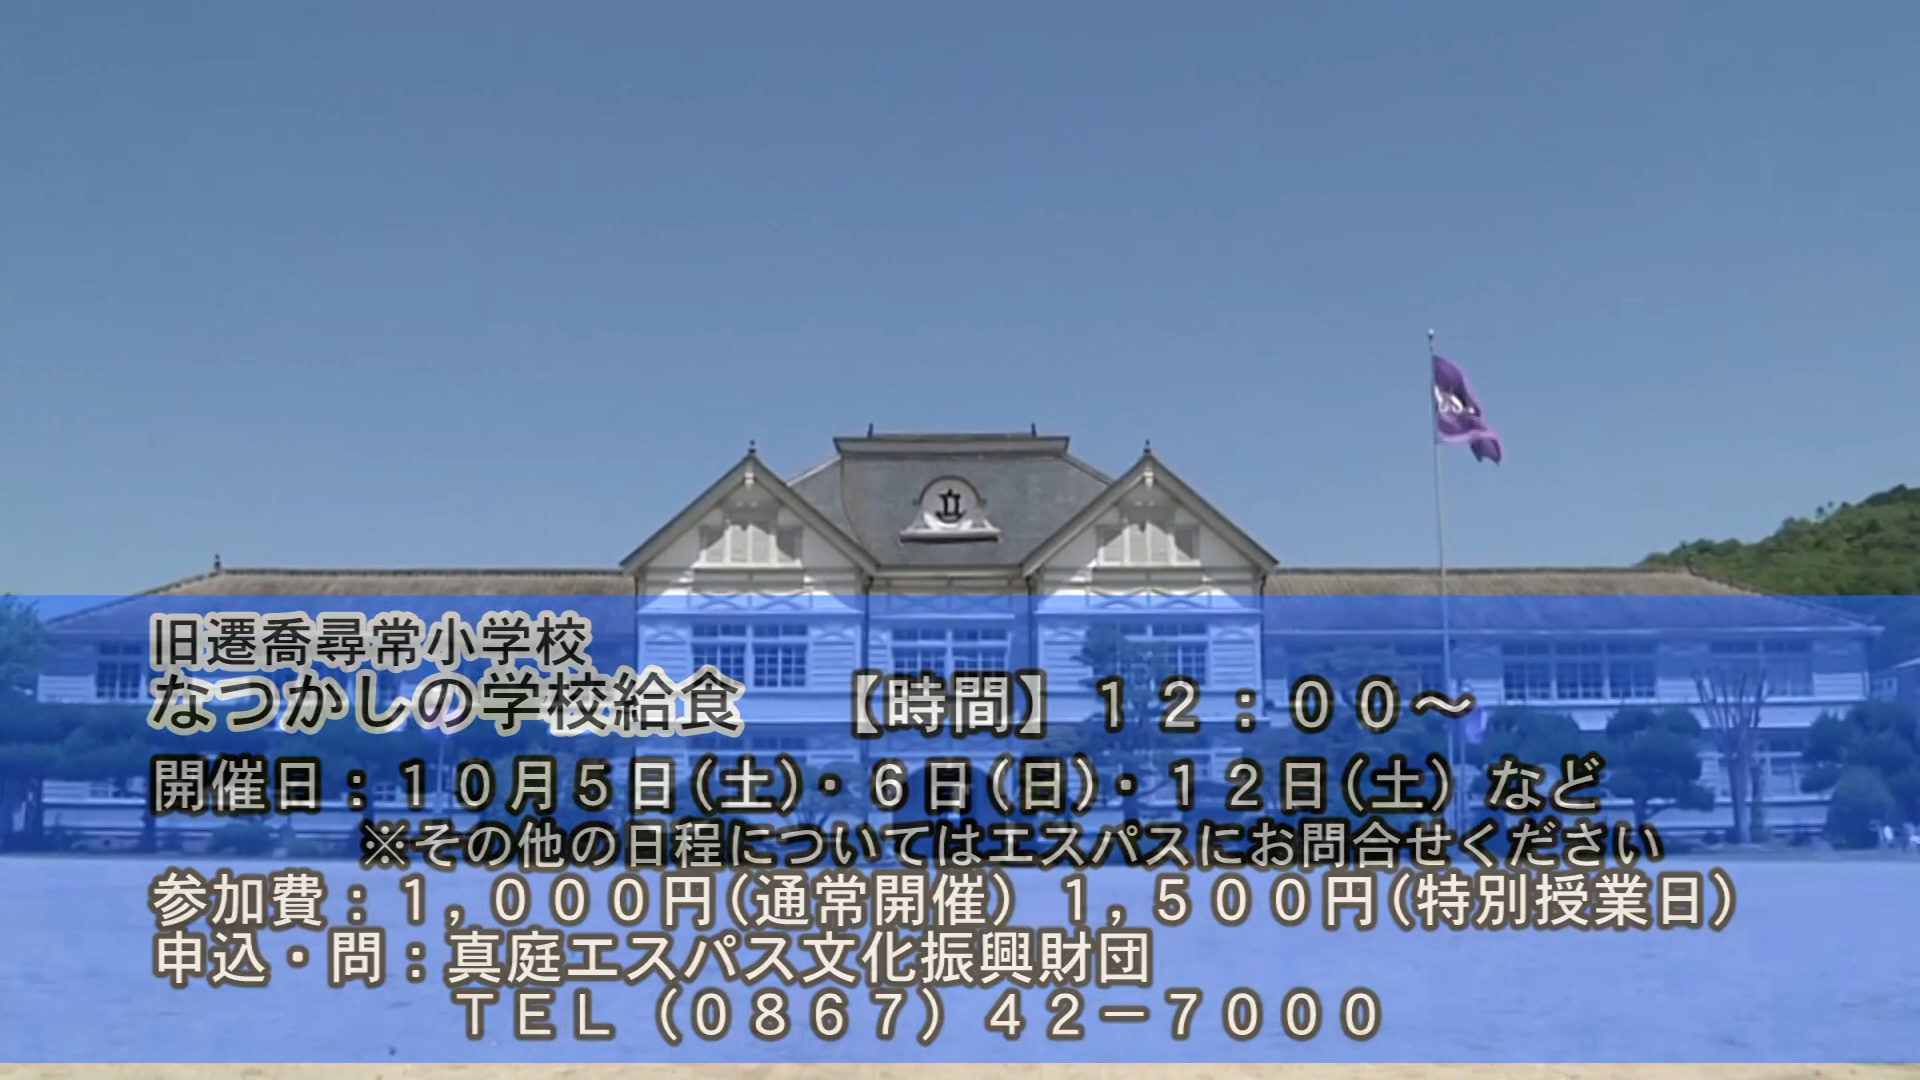 旧遷喬尋常小学校
なつかしの学校給食 【時間】１２：００～
開催日：１０月５日（土）・６日（日）・１２日（土）など
※その他の日程についてはエスパスにお問合せください
参加費：１，０００円（通常開催）１，５００円（特別授業日）
申込・問：真庭エスパス文化振興財団
ＴＥＬ（０８６７）４２－７０００